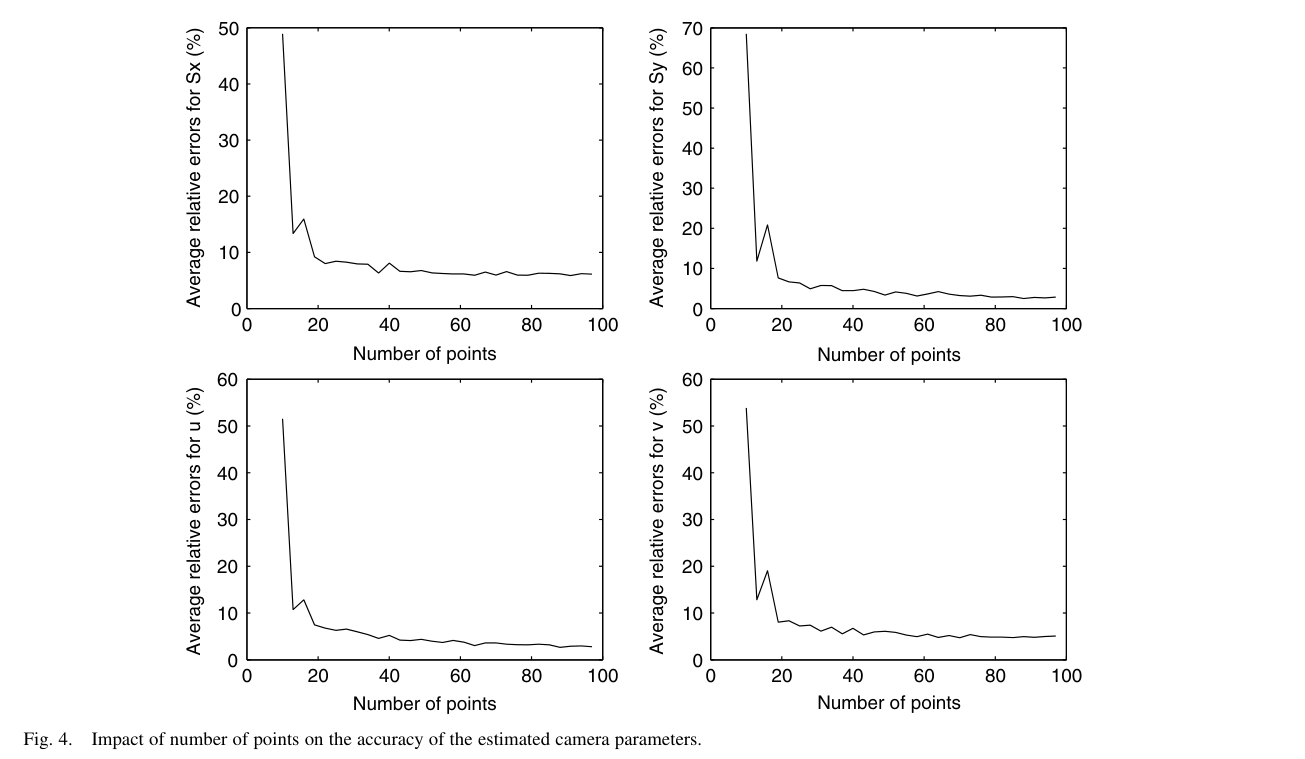 Average relative errors for Sx (%)
50
40
30
20
10
0
0 20 40 60 80 100
Number of points
Average relative errors for Sy (%)
70
60
50
40
30
20
10
0
0 20 40 60 80 100
Number of points
Average relative errors for u (%)
60
50
40
30
20
10
0
0 20 40 60 80 100
Number of points
Average relative errors for v (%)
60
50
40
30
20
10
0
0 20 40 60 80 100
Number of points
Fig. 4. Impact of number of points on the accuracy of the estimated camera parameters.